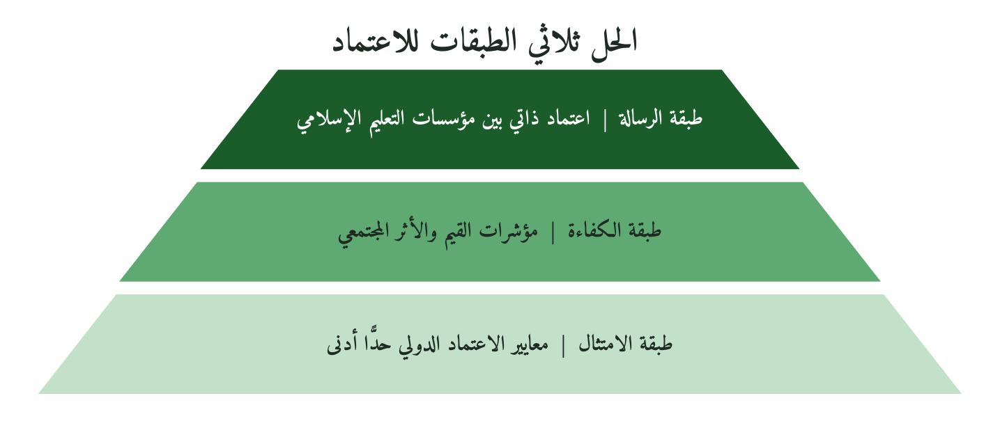 الحل ثلاثي الطبقات للاعتماد
طبقة الرسالة | اعتماد ذاتي بين مؤسسات التعليم الإسلامي
طبقة الكفاءة | مؤشرات القيم والأثر المجتمعي
طبقة الامتثال | معايير الاعتماد الدولي حدًّا أدنى